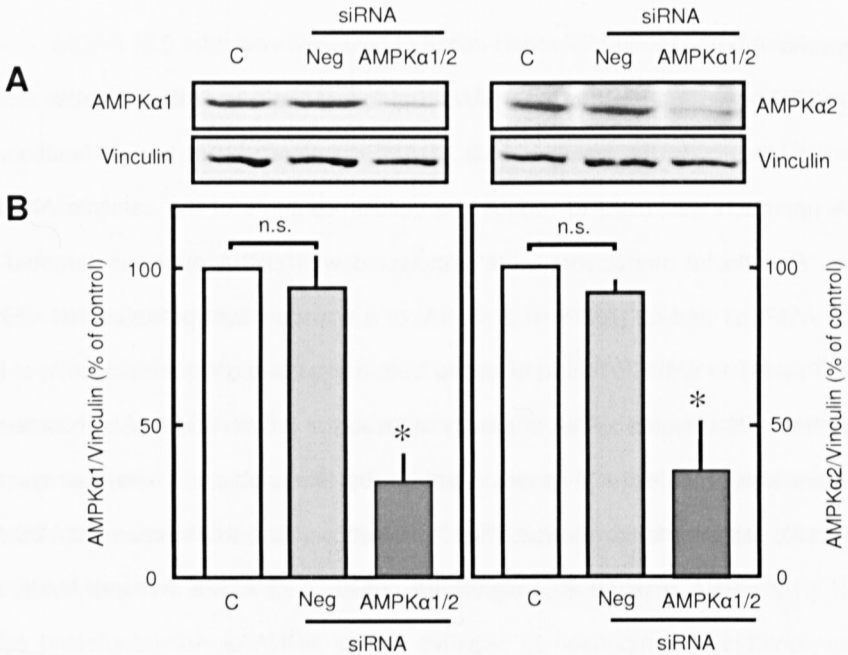 siRNA siRNA
C Neg AMPKα1/2 C Neg AMPKα1/2
A
AMPKα1 AMPKα2
Vinculin Vinculin
B
n.s. n.s.
AMPKα1/Vinculin (% of control)
100
50
0
* *
100
50
0
AMPKα2/Vinculin (% of control)
C Neg AMPKα1/2 C Neg AMPKα1/2
siRNA siRNA